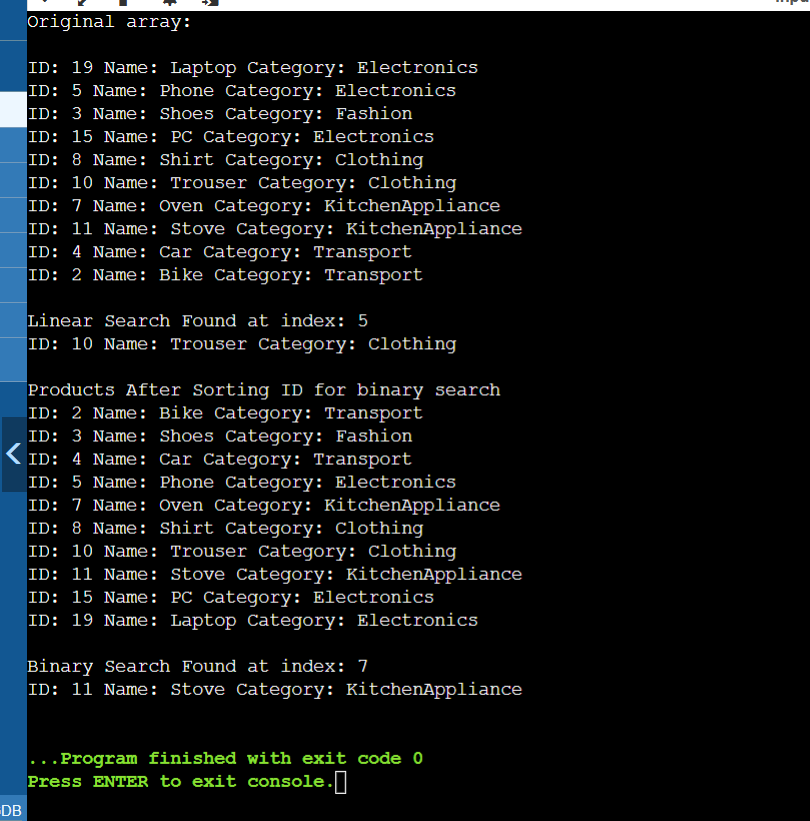 Original array:
ID: 19 Name: Laptop Category: Electronics
ID: 5 Name: Phone Category: Electronics
ID: 3 Name: Shoes Category: Fashion
ID: 15 Name: PC Category: Electronics
ID: 8 Name: Shirt Category: Clothing
ID: 10 Name: Trouser Category: Clothing
ID: 7 Name: Oven Category: KitchenAppliance
ID: 11 Name: Stove Category: KitchenAppliance
ID: 4 Name: Car Category: Transport
ID: 2 Name: Bike Category: Transport
Linear Search Found at index: 5
ID: 10 Name: Trouser Category: Clothing
Products After Sorting ID for binary search
ID: 2 Name: Bike Category: Transport
ID: 3 Name: Shoes Category: Fashion
ID: 4 Name: Car Category: Transport
ID: 5 Name: Phone Category: Electronics
ID: 7 Name: Oven Category: KitchenAppliance
ID: 8 Name: Shirt Category: Clothing
ID: 10 Name: Trouser Category: Clothing
ID: 11 Name: Stove Category: KitchenAppliance
ID: 15 Name: PC Category: Electronics
ID: 19 Name: Laptop Category: Electronics
Binary Search Found at index: 7
ID: 11 Name: Stove Category: KitchenAppliance
...Program finished with exit code 0
Press ENTER to exit console.
DB